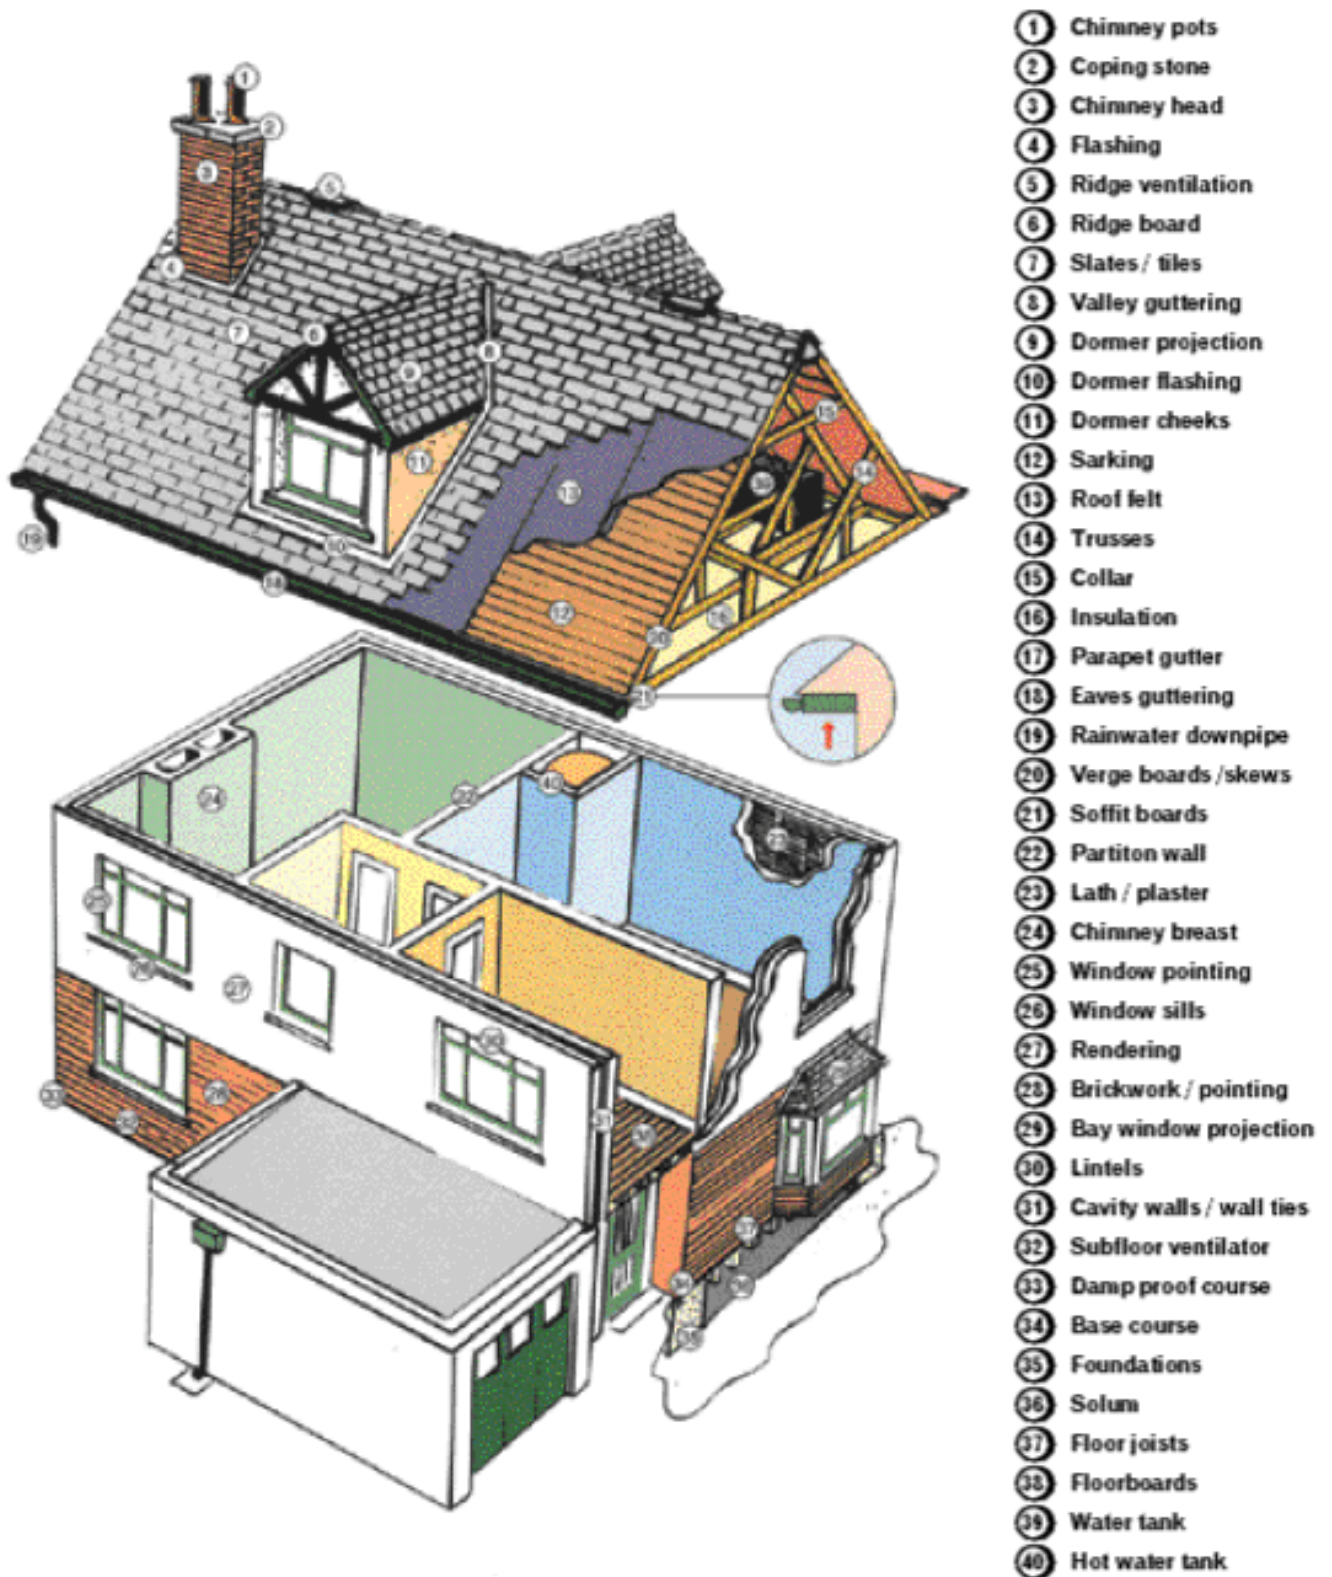 1 Chimney pots
2 Coping stone
3 Chimney head
4 Flashing
5 Ridge ventilation
6 Ridge board
7 Slates / tiles
8 Valley guttering
9 Dormer projection
10 Dormer flashing
11 Dormer cheeks
12 Sarking
13 Roof felt
14 Trusses
15 Collar
16 Insulation
17 Parapet gutter
18 Eaves guttering
19 Rainwater downpipe
20 Verge boards /skews
21 Soffit boards
22 Partiton wall
23 Lath / plaster
24 Chimney breast
25 Window pointing
26 Window sills
27 Rendering
28 Brickwork / pointing
29 Bay window projection
30 Lintels
31 Cavity walls / wall ties
32 Subfloor ventilator
33 Damp proof course
34 Base course
35 Foundations
36 Solum
37 Floor joists
38 Floorboards
39 Water tank
40 Hot water tank